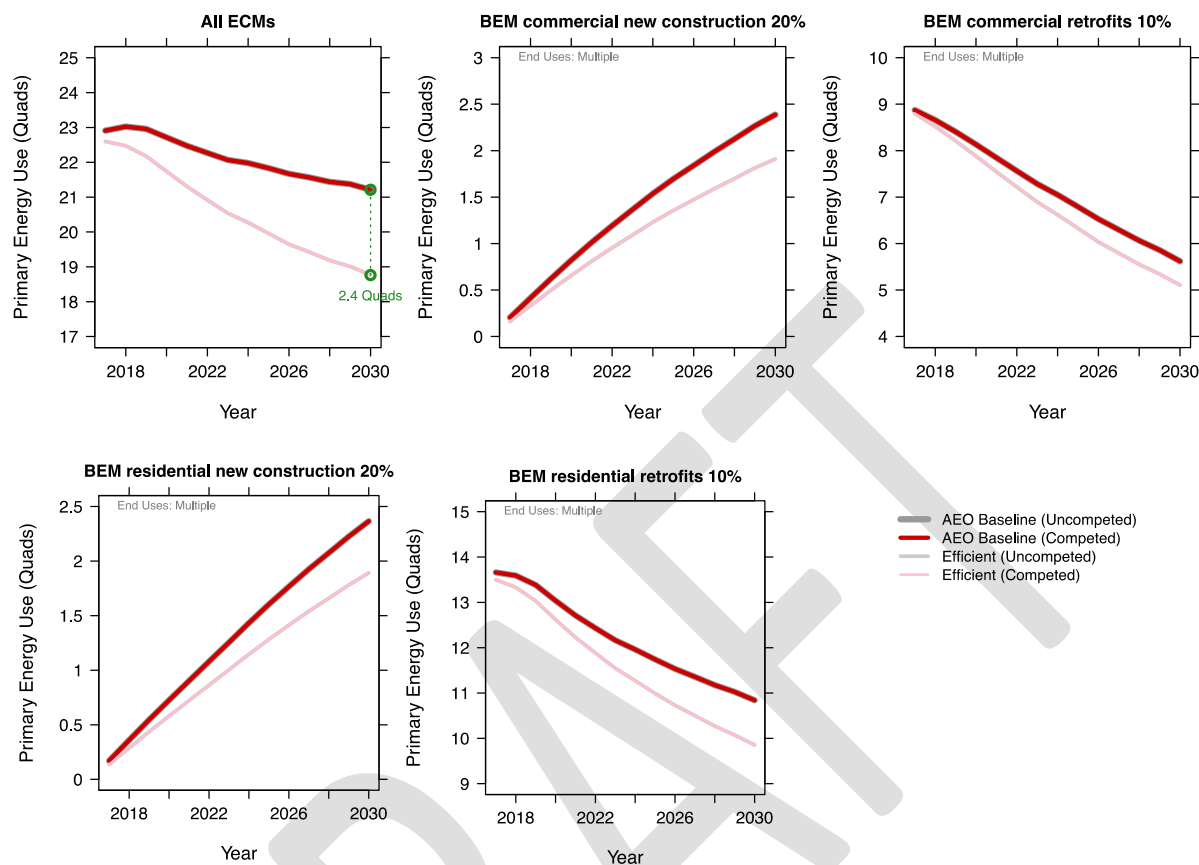 All ECMs
Primary Energy Use (Quads)
25
24
23
22
21
20
19
18
17
2.4 Quads
2018
2022
2026
2030
Year
BEM commercial new construction 20%
End Uses: Multiple
Primary Energy Use (Quads)
3
2.5
2
1.5
1
0.5
0
2018
2022
2026
2030
Year
BEM commercial retrofits 10%
End Uses: Multiple
Primary Energy Use (Quads)
10
9
8
7
6
5
4
2018
2022
2026
2030
Year
BEM residential new construction 20%
End Uses: Multiple
Primary Energy Use (Quads)
2.5
2
1.5
1
0.5
0
2018
2022
2026
2030
Year
BEM residential retrofits 10%
End Uses: Multiple
Primary Energy Use (Quads)
15
14
13
12
11
10
9
2018
2022
2026
2030
Year
AEO Baseline (Uncompeted)
AEO Baseline (Competed)
Efficient (Uncompeted)
Efficient (Competed)
RAFT